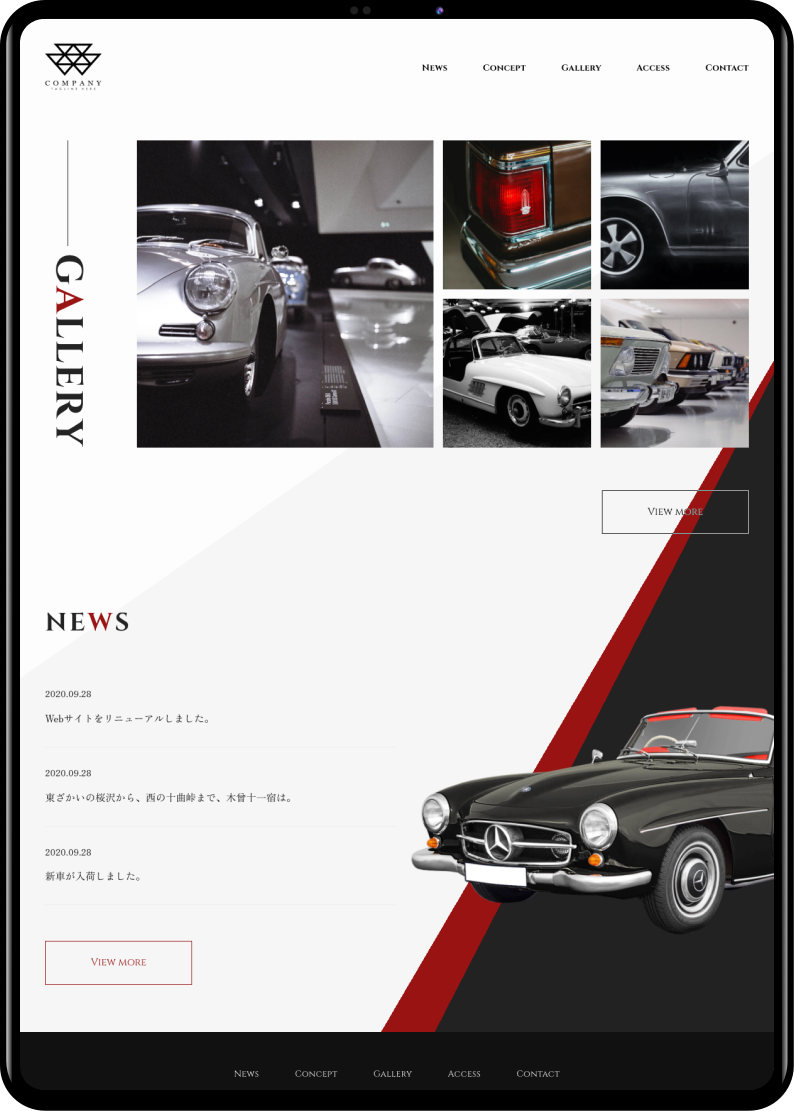 COMPANY
TAGLINE HERE
News Concept Gallery Access Contact
GALLERY
View more
NEWS
2020.09.28
Webサイトをリニューアルしました。
2020.09.28
東ざかいの桜沢から、西の十曲峠まで、木曾十一宿は。
2020.09.28
新車が入荷しました。
View more
News Concept Gallery Access Contact